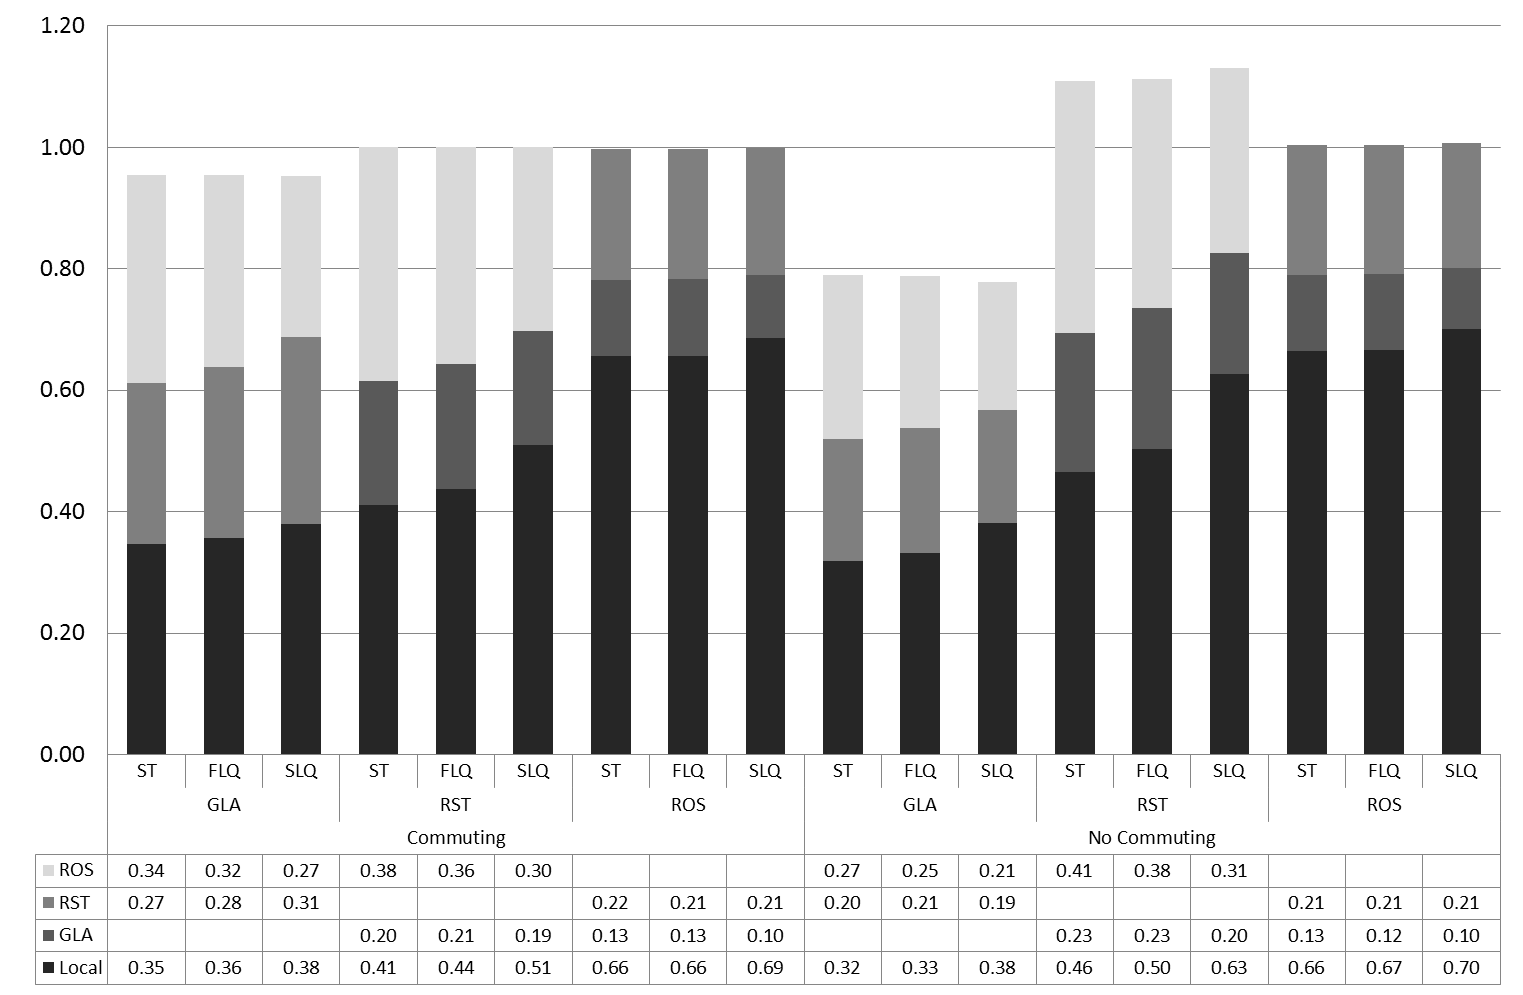 1.20
1.00
0.80
0.60
0.40
0.20
0.00
ST FLQ SLQ ST FLQ SLQ ST FLQ SLQ ST FLQ SLQ ST FLQ SLQ ST FLQ SLQ
GLA RST ROS GLA RST ROS
Commuting No Commuting
ROS 0.34 0.32 0.27 0.38 0.36 0.30 0.27 0.25 0.21 0.41 0.38 0.31
RST 0.27 0.28 0.31 0.22 0.21 0.21 0.20 0.21 0.19 0.21 0.21 0.21
GLA 0.20 0.21 0.19 0.13 0.13 0.10 0.23 0.23 0.20 0.13 0.12 0.10
Local 0.35 0.36 0.38 0.41 0.44 0.51 0.66 0.66 0.69 0.32 0.33 0.38 0.46 0.50 0.63 0.66 0.67 0.70